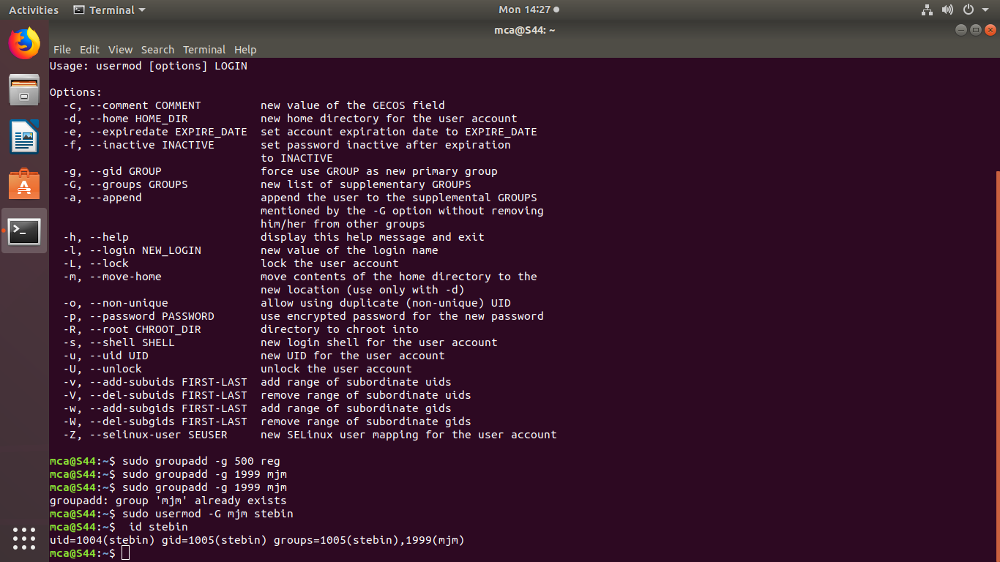 Activities Terminal Mon 14:27
mca@S44: ~
File Edit View Search Terminal Help
Usage: usermod [options] LOGIN
Options:
-c, --comment COMMENT new value of the GECOS field
-d, --home HOME_DIR new home directory for the user account
-e, --expiredate EXPIRE_DATE set account expiration date to EXPIRE_DATE
-f, --inactive INACTIVE set password inactive after expiration
to INACTIVE
-g, --gid GROUP force use GROUP as new primary group
-G, --groups GROUPS new list of supplementary GROUPS
-a, --append append the user to the supplemental GROUPS
mentioned by the -G option without removing
him/her from other groups
-h, --help display this help message and exit
-l, --login NEW_LOGIN new value of the login name
-L, --lock lock the user account
-m, --move-home move contents of the home directory to the
new location (use only with -d)
-o, --non-unique allow using duplicate (non-unique) UID
-p, --password PASSWORD use encrypted password for the new password
-R, --root CHROOT_DIR directory to chroot into
-s, --shell SHELL new login shell for the user account
-u, --uid UID new UID for the user account
-U, --unlock unlock the user account
-v, --add-subuids FIRST-LAST add range of subordinate uids
-V, --del-subuids FIRST-LAST remove range of subordinate uids
-w, --add-subgids FIRST-LAST add range of subordinate gids
-W, --del-subgids FIRST-LAST remove range of subordinate gids
-Z, --selinux-user SEUSER new SELinux user mapping for the user account
mca@S44:~$ sudo groupadd -g 500 reg
mca@S44:~$ sudo groupadd -g 1999 mjm
mca@S44:~$ sudo groupadd -g 1999 mjm
groupadd: group 'mjm' already exists
mca@S44:~$ sudo usermod -G mjm stebin
mca@S44:~$  id stebin
uid=1004(stebin) gid=1005(stebin) groups=1005(stebin),1999(mjm)
mca@S44:~$